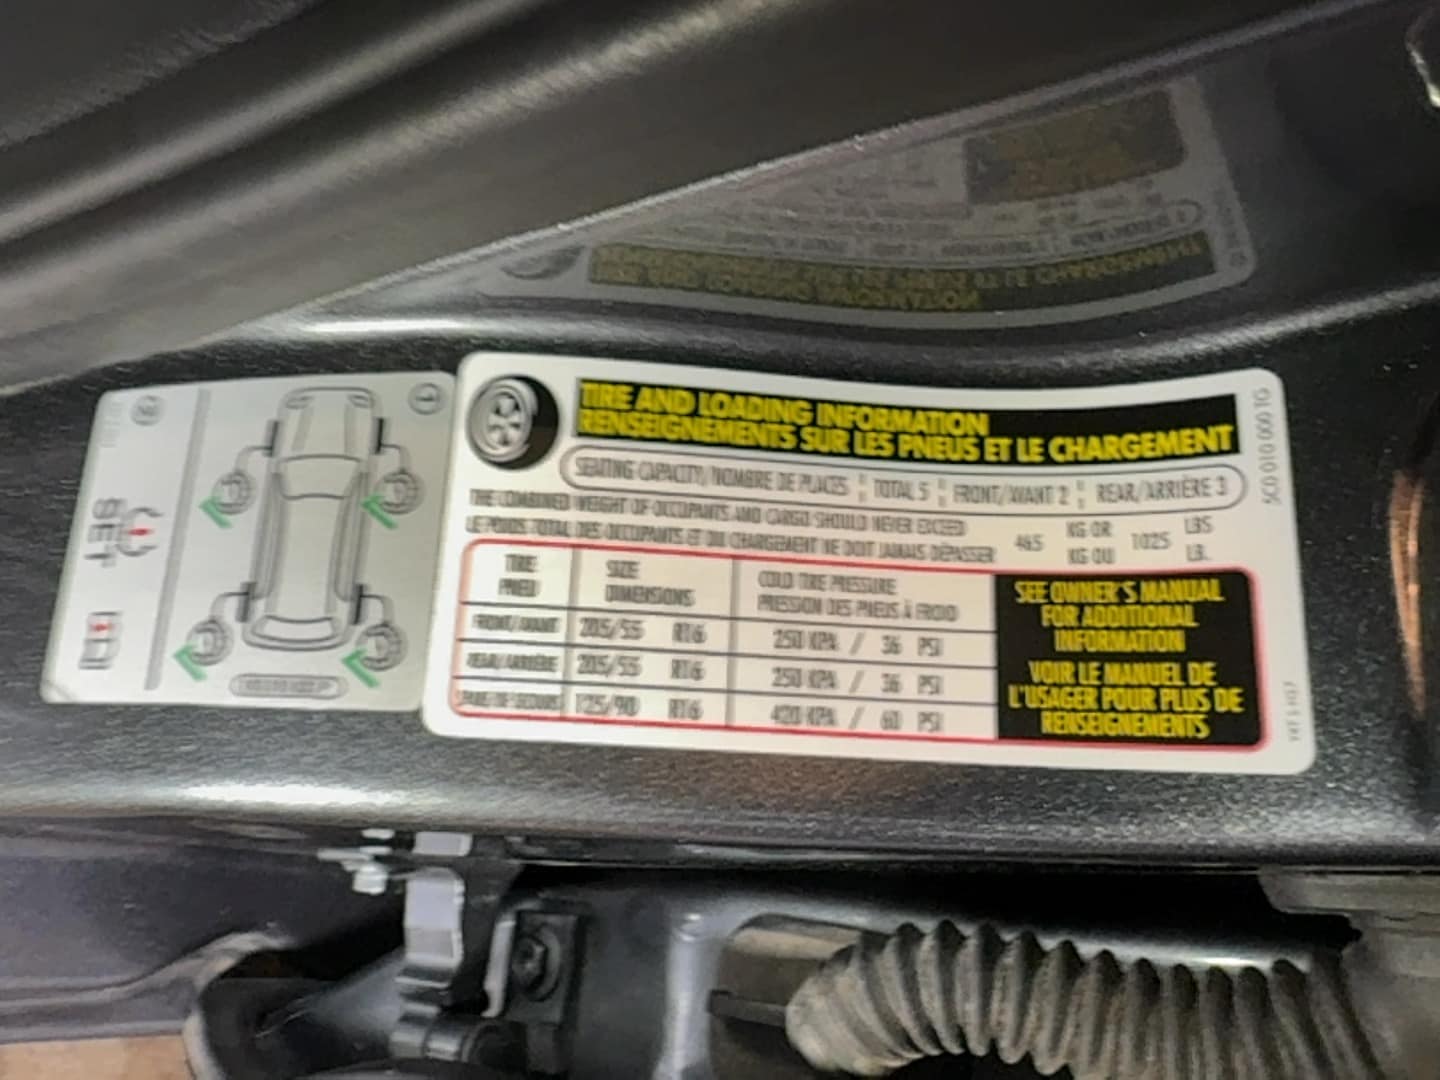 TIRE AND LOADING INFORMATION
RENSEIGNEMENTS SUR LES PNEUS ET LE CHARGEMENT
SEATING CAPACITY/NOMBRE DE PLACES ¦ TOTAL 5 ¦ FRONT/AVANT 2 ¦ REAR/ARRIÈRE 3
THE COMBINED WEIGHT OF OCCUPANTS AND CARGO SHOULD NEVER EXCEED 465 KG OR 1025 LBS
LE POIDS TOTAL DES OCCUPANTS ET DU CHARGEMENT NE DOIT JAMAIS DÉPASSER KG OU LB.
TIRE SIZE COLD TIRE PRESSURE
PNEU DIMENSIONS PRESSION DES PNEUS À FROID
FRONT/AVANT 205/55 R16 250 KPA / 36 PSI
REAR/ARRIÈRE 205/55 R16 250 KPA / 36 PSI
125/90 R16 420 KPA / 60 PSI
SEE OWNER'S MANUAL
FOR ADDITIONAL
INFORMATION
VOIR LE MANUEL DE
L'USAGER POUR PLUS DE
RENSEIGNEMENTS
5C0 010 000 TG
SET